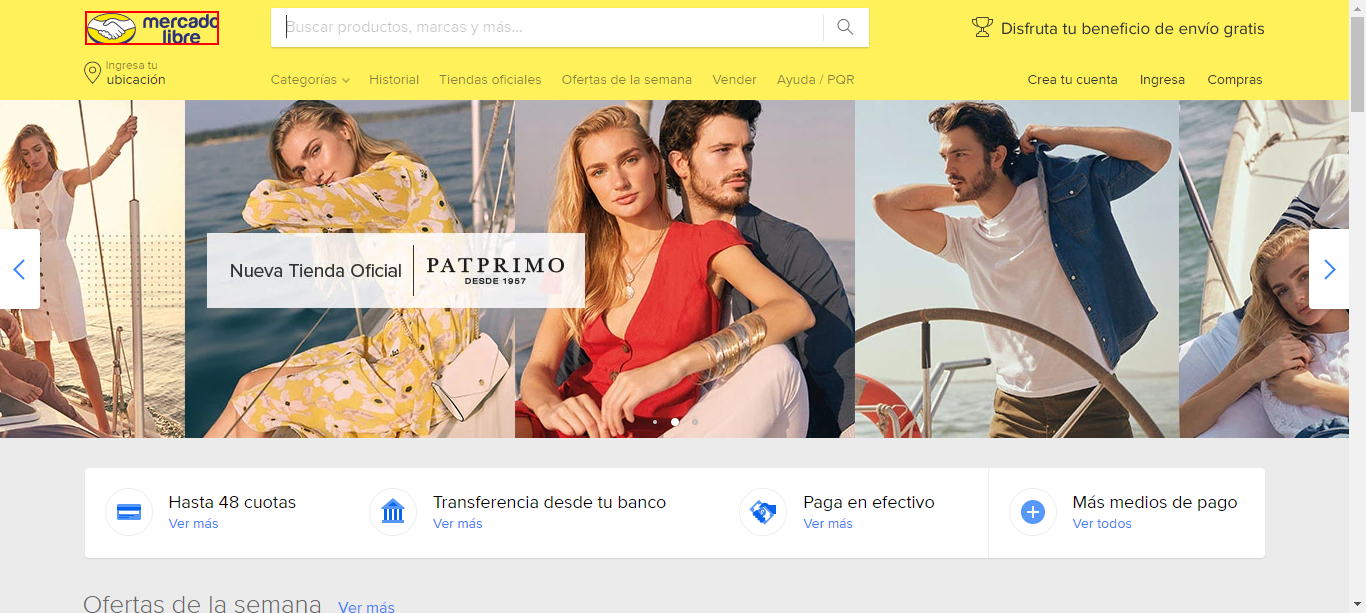 mercado
libre
Buscar productos, marcas y más...
Disfruta tu beneficio de envío gratis
Ingresa tu
ubicación
Categorías
Historial
Tiendas oficiales
Ofertas de la semana
Vender
Ayuda / PQR
Crea tu cuenta
Ingresa
Compras
Nueva Tienda Oficial
PATPRIMO
DESDE 1957
Hasta 48 cuotas
Ver más
Transferencia desde tu banco
Ver más
Paga en efectivo
Ver más
Más medios de pago
Ver todos
Ofertas de la semana
Ver más